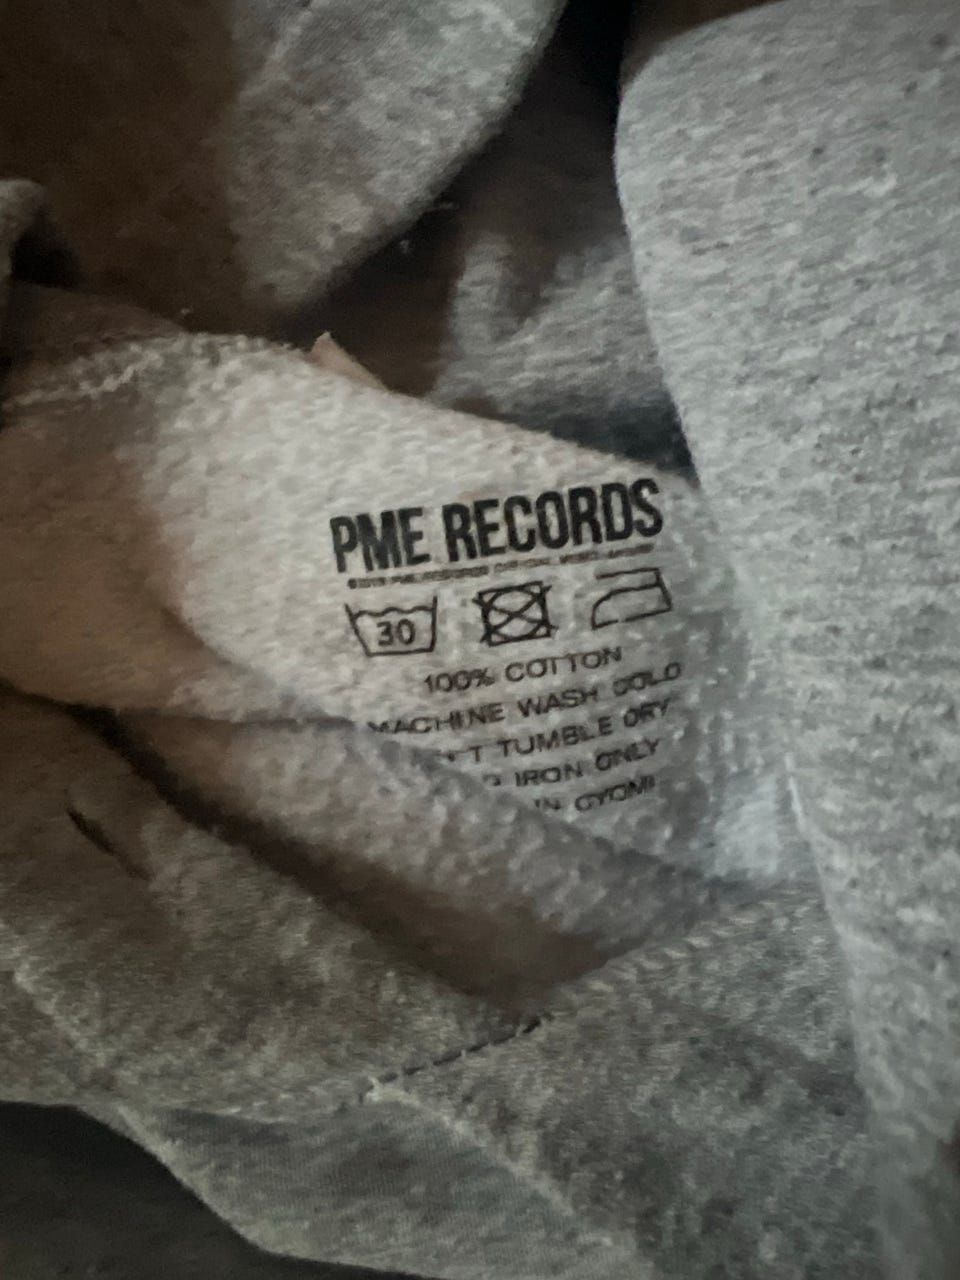 PME RECORDS
30
100% COTTON
MACHINE WASH COLD
TUMBLE DRY
IRON ONLY